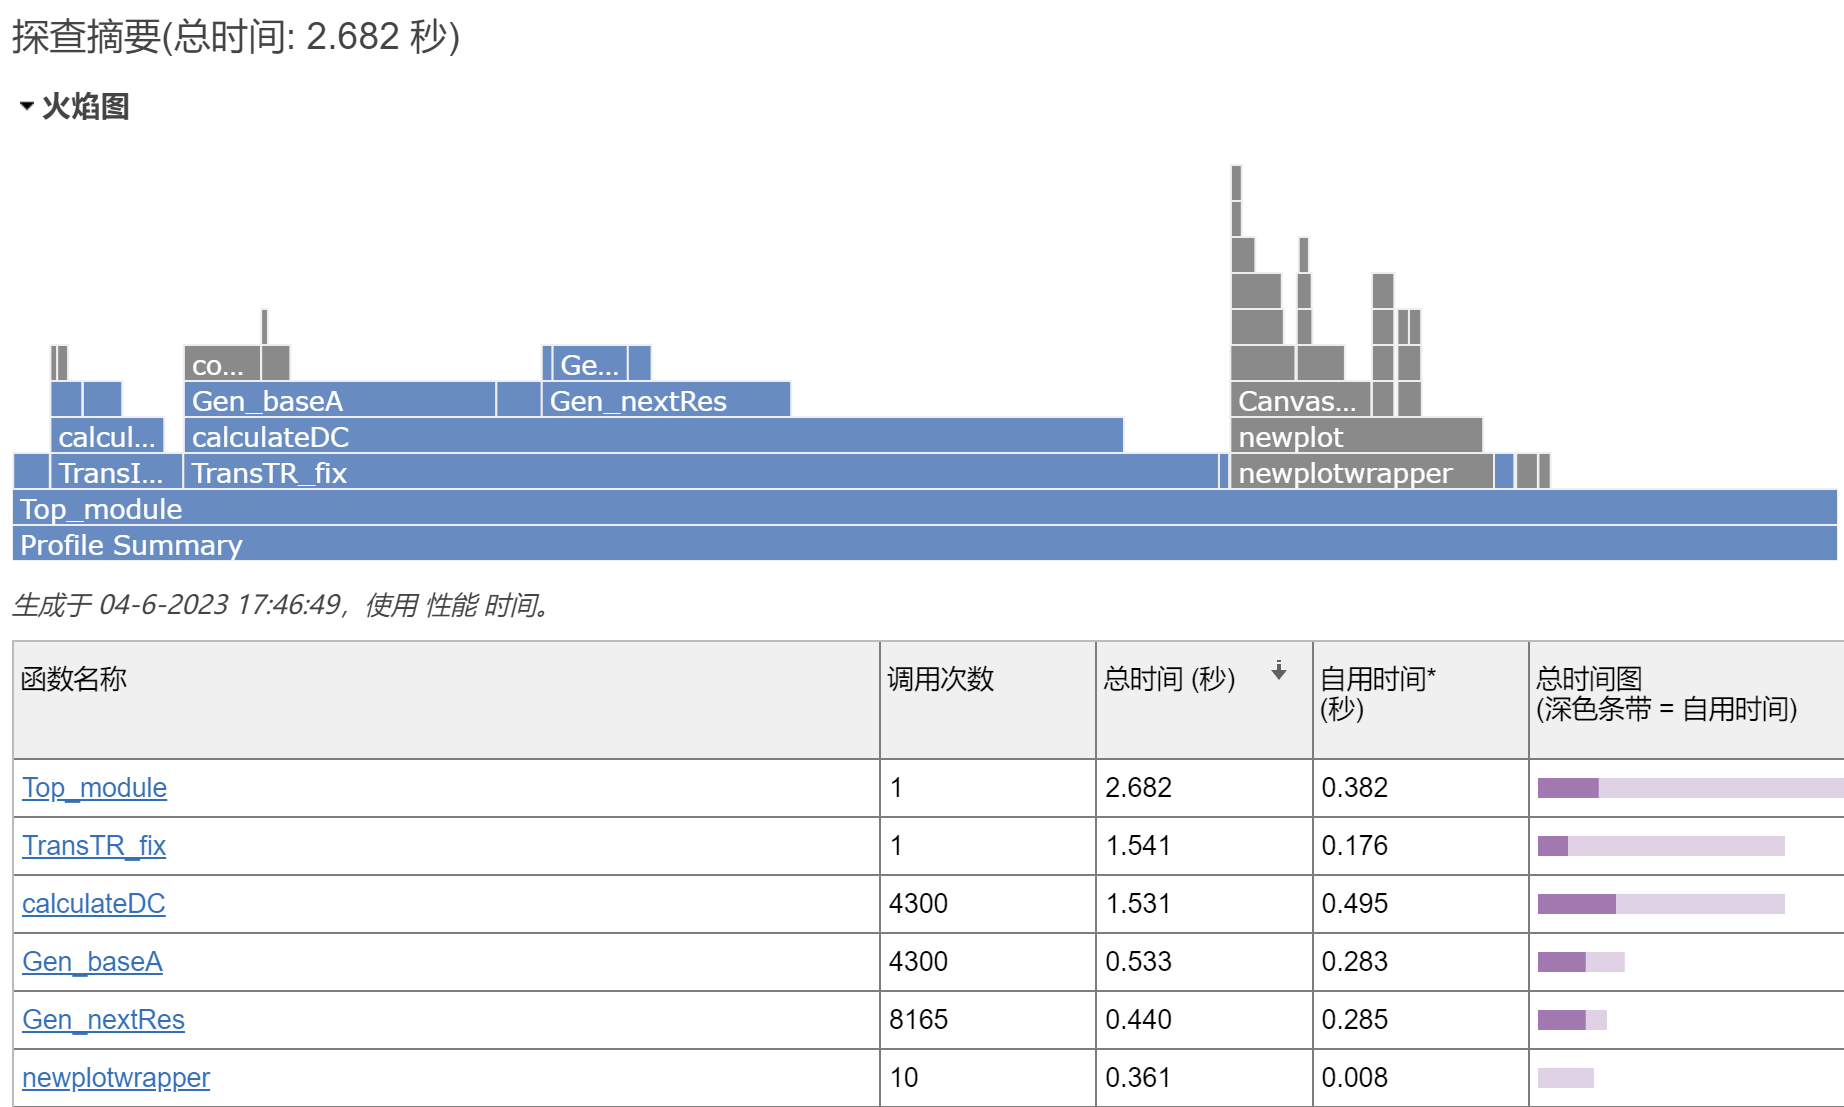 探查摘要(总时间: 2.682 秒)
火焰图
co... Ge...
Gen_baseA Gen_nextRes Canvas...
calcul... calculateDC newplot
TransI... TransTR_fix newplotwrapper
Top_module
Profile Summary
生成于 04-6-2023 17:46:49，使用 性能 时间。
函数名称 调用次数 总时间 (秒) 自用时间* 总时间图
(秒) (深色条带 = 自用时间)
Top_module 1 2.682 0.382
TransTR_fix 1 1.541 0.176
calculateDC 4300 1.531 0.495
Gen_baseA 4300 0.533 0.283
Gen_nextRes 8165 0.440 0.285
newplotwrapper 10 0.361 0.008